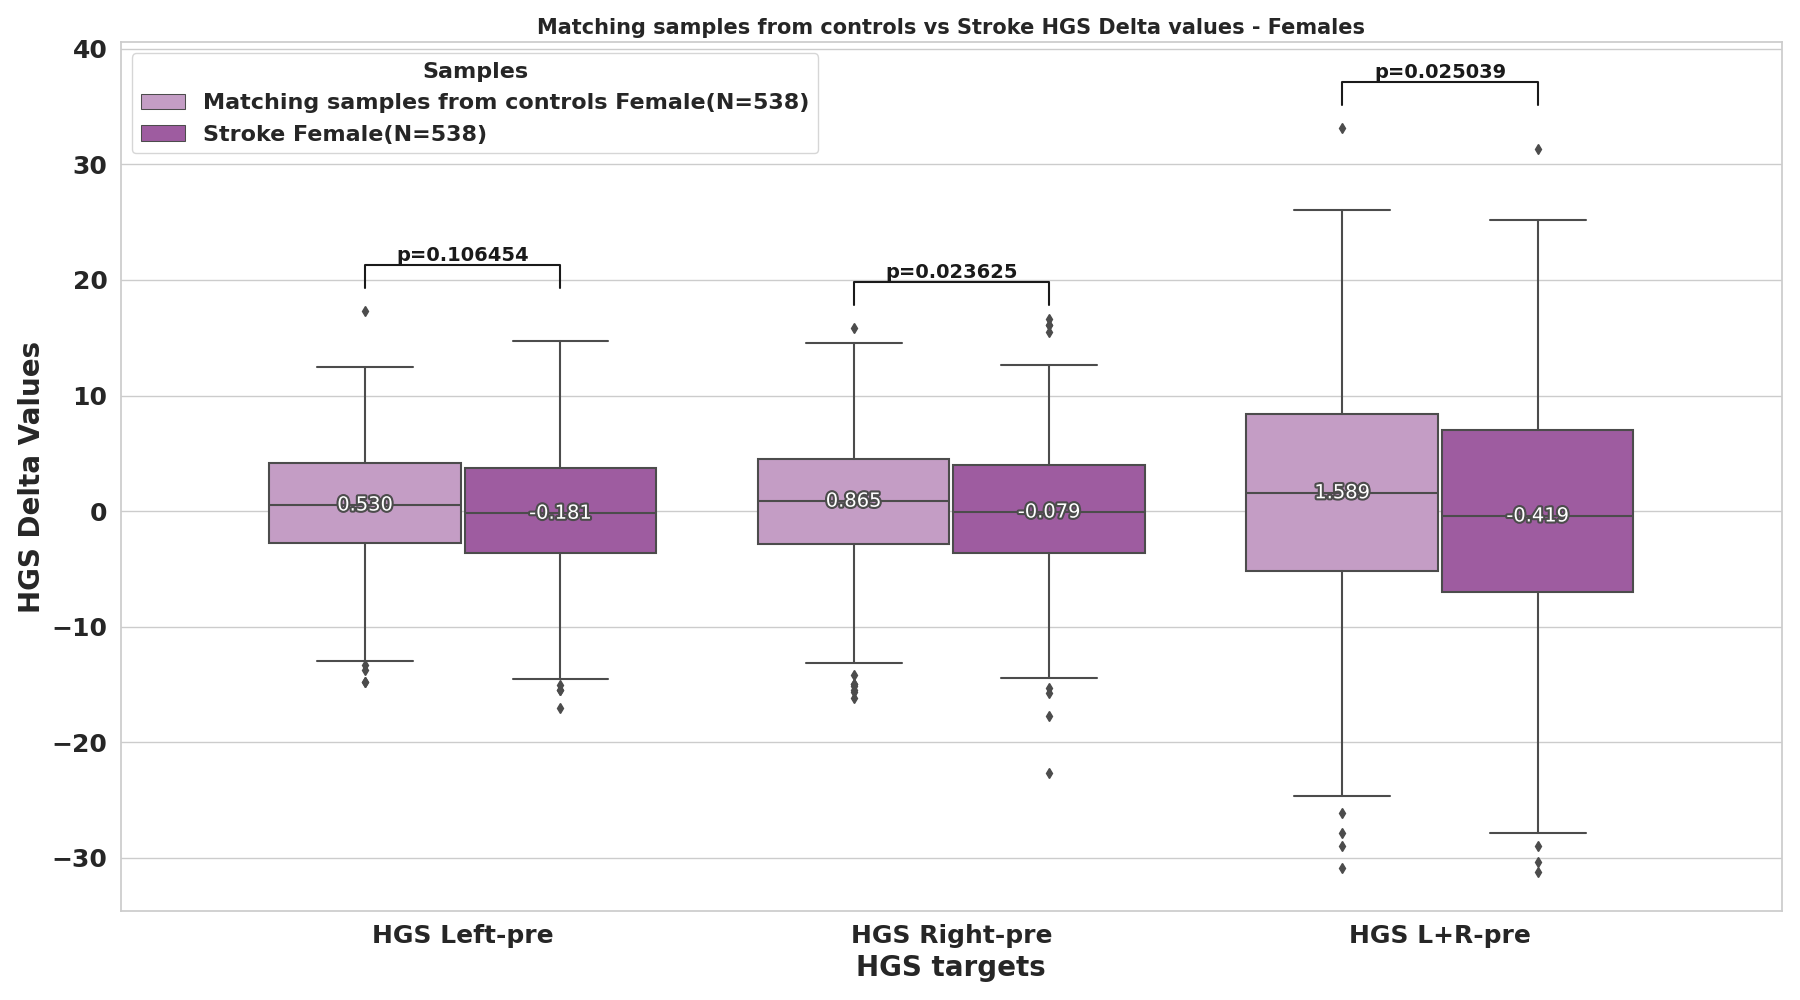 Matching samples from controls vs Stroke HGS Delta values - Females
Samples
Matching samples from controls Female(N=538)
Stroke Female(N=538)
HGS Delta Values
40
30
20
10
0
−10
−20
−30
p=0.106454
p=0.023625
p=0.025039
0.530
-0.181
0.865
-0.079
1.589
-0.419
HGS Left-pre
HGS Right-pre
HGS L+R-pre
HGS targets